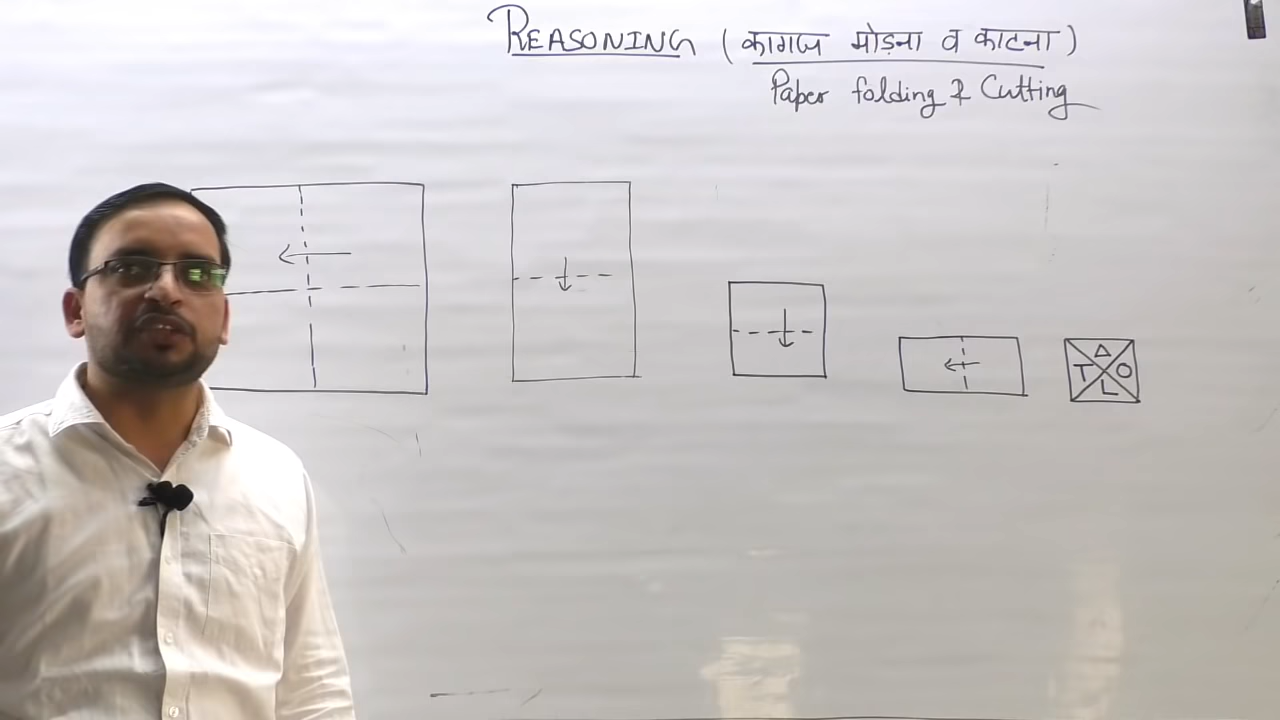 REASONING (कागज मोड़ना व काटना)
Paper folding & Cutting
T O
L